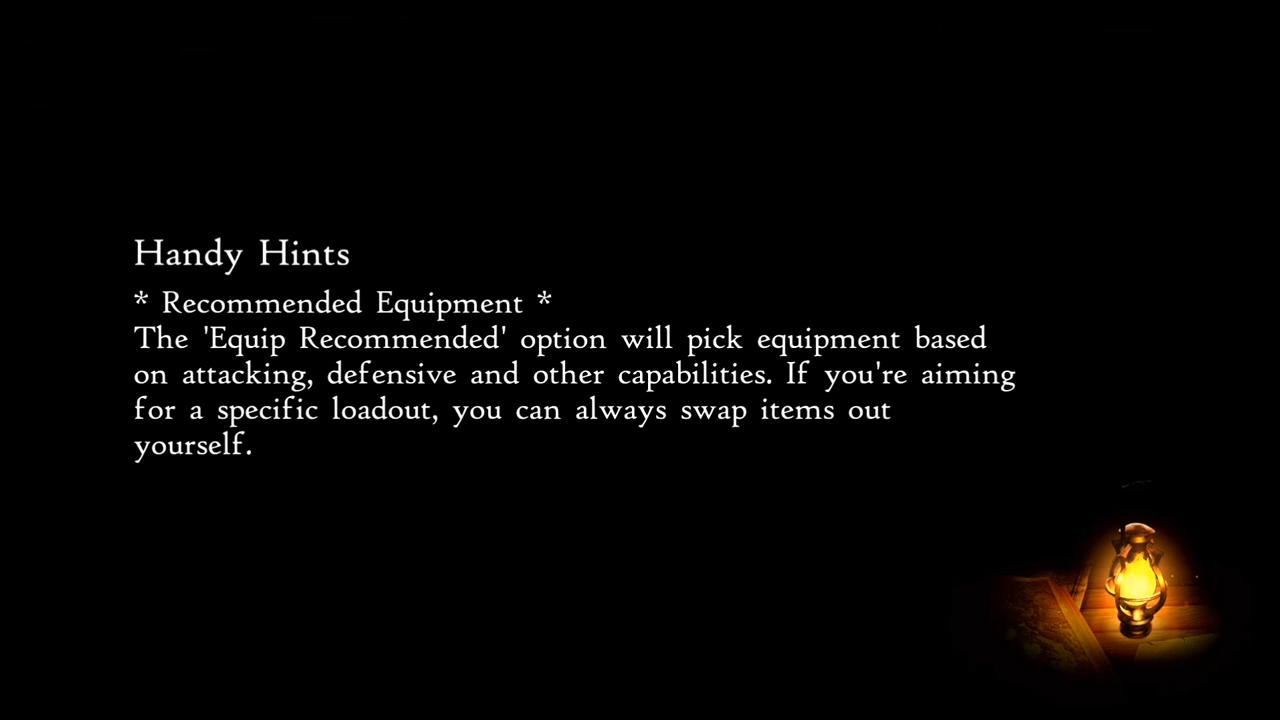 Handy Hints
* Recommended Equipment *
The 'Equip Recommended' option will pick equipment based
on attacking, defensive and other capabilities. If you're aiming
for a specific loadout, you can always swap items out
yourself.